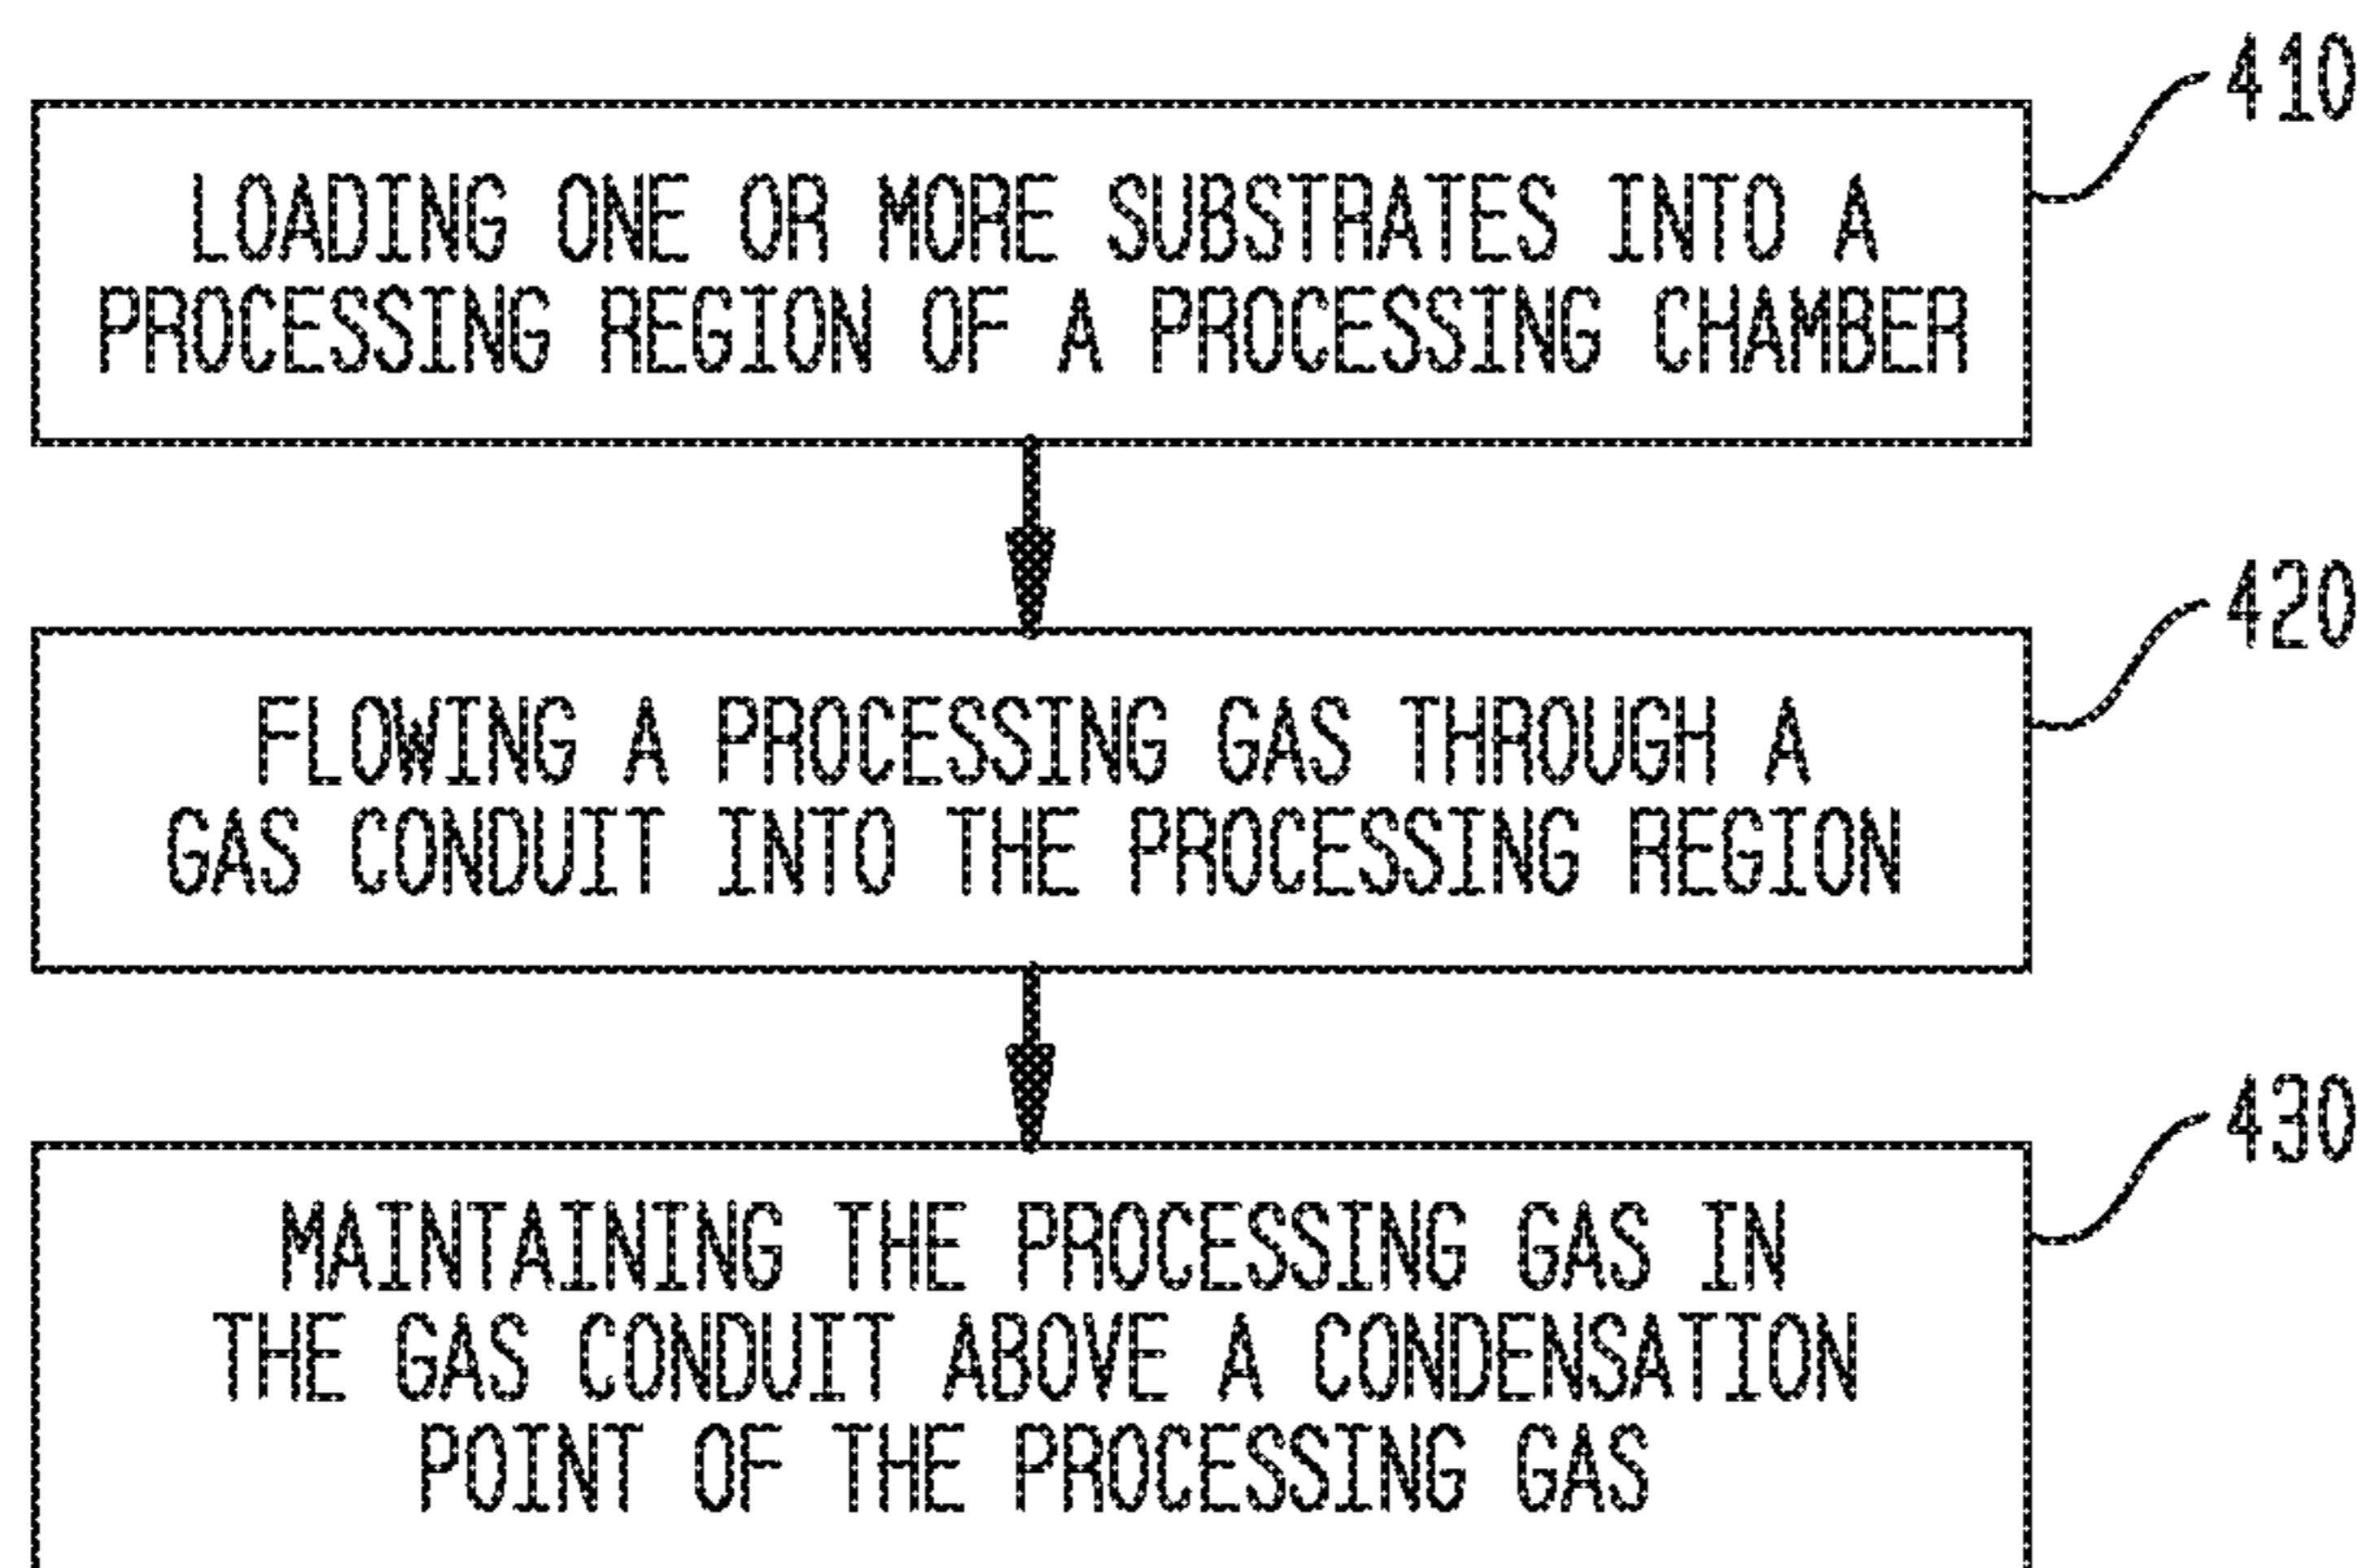 410
LOADING ONE OR MORE SUBSTRATES INTO A
PROCESSING REGION OF A PROCESSING CHAMBER
420
FLOWING A PROCESSING GAS THROUGH A
GAS CONDUIT INTO THE PROCESSING REGION
430
MAINTAINING THE PROCESSING GAS IN
THE GAS CONDUIT ABOVE A CONDENSATION
POINT OF THE PROCESSING GAS